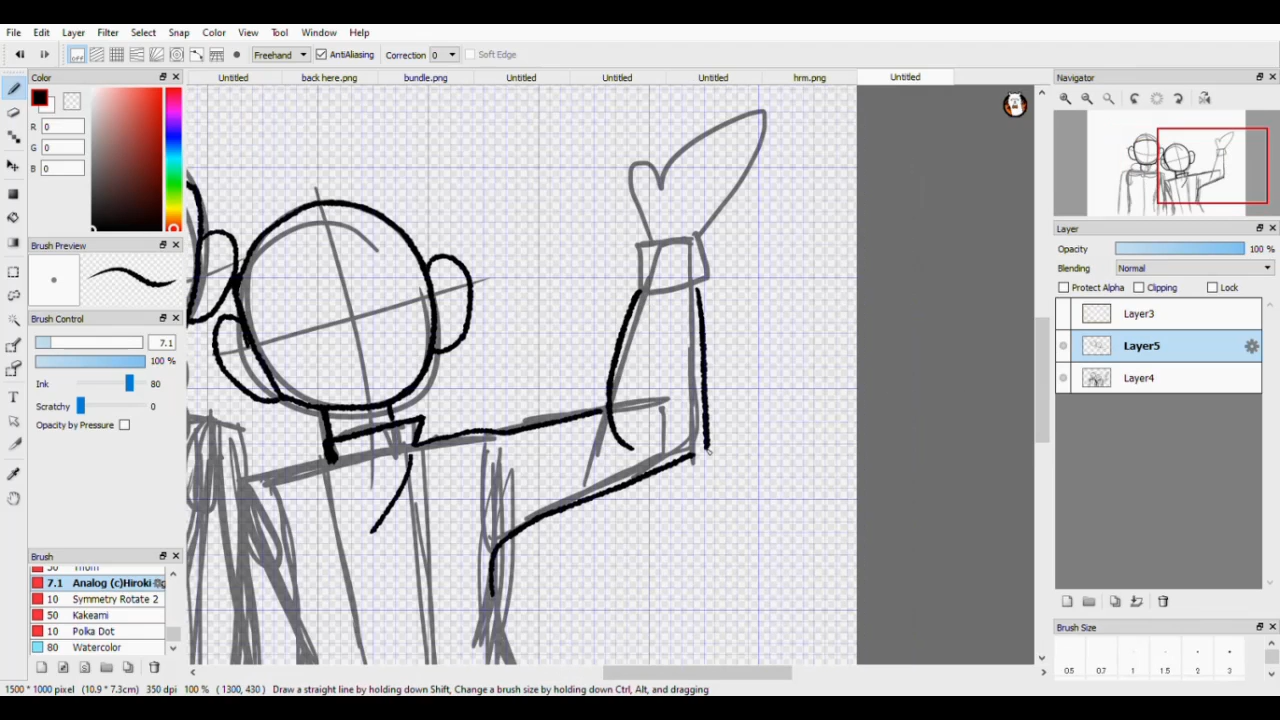 File Edit Layer Filter Select Snap Color View Tool Window Help
OFF Freehand AntiAliasing Correction 0 Soft Edge
Color
R 0
G 0
B 0
Brush Preview
Brush Control
7.1
100 %
Ink 80
Scratchy 0
Opacity by Pressure
Brush
7.1 Analog (c)Hiroki
10 Symmetry Rotate 2
50 Kakeami
10 Polka Dot
80 Watercolor
Untitled back here.png bundle.png Untitled Untitled Untitled hrm.png Untitled
Navigator
Layer
Opacity 100 %
Blending Normal
Protect Alpha Clipping Lock
Layer3
Layer5
Layer4
Brush Size
0.5 0.7 1 1.5 2 3
1500 * 1000 pixel (10.9 * 7.3cm) 350 dpi 100 % ( 1300, 430) Draw a straight line by holding down Shift, Change a brush size by holding down Ctrl, Alt, and dragging